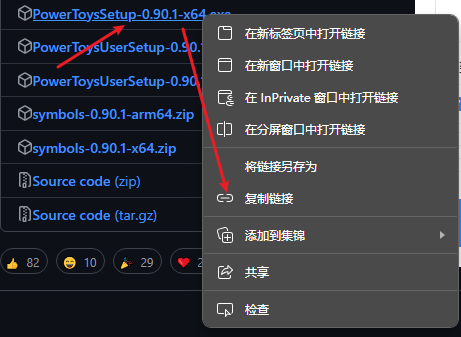 PowerToysSetup-0.90.1-x64.exe
PowerToysUserSetup-0.90.1
PowerToysUserSetup-0.90.1
symbols-0.90.1-arm64.zip
symbols-0.90.1-x64.zip
Source code (zip)
Source code (tar.gz)
82
10
29
在新标签页中打开链接
在新窗口中打开链接
在 InPrivate 窗口中打开链接
在分屏窗口中打开链接
将链接另存为
复制链接
添加到集锦
共享
检查